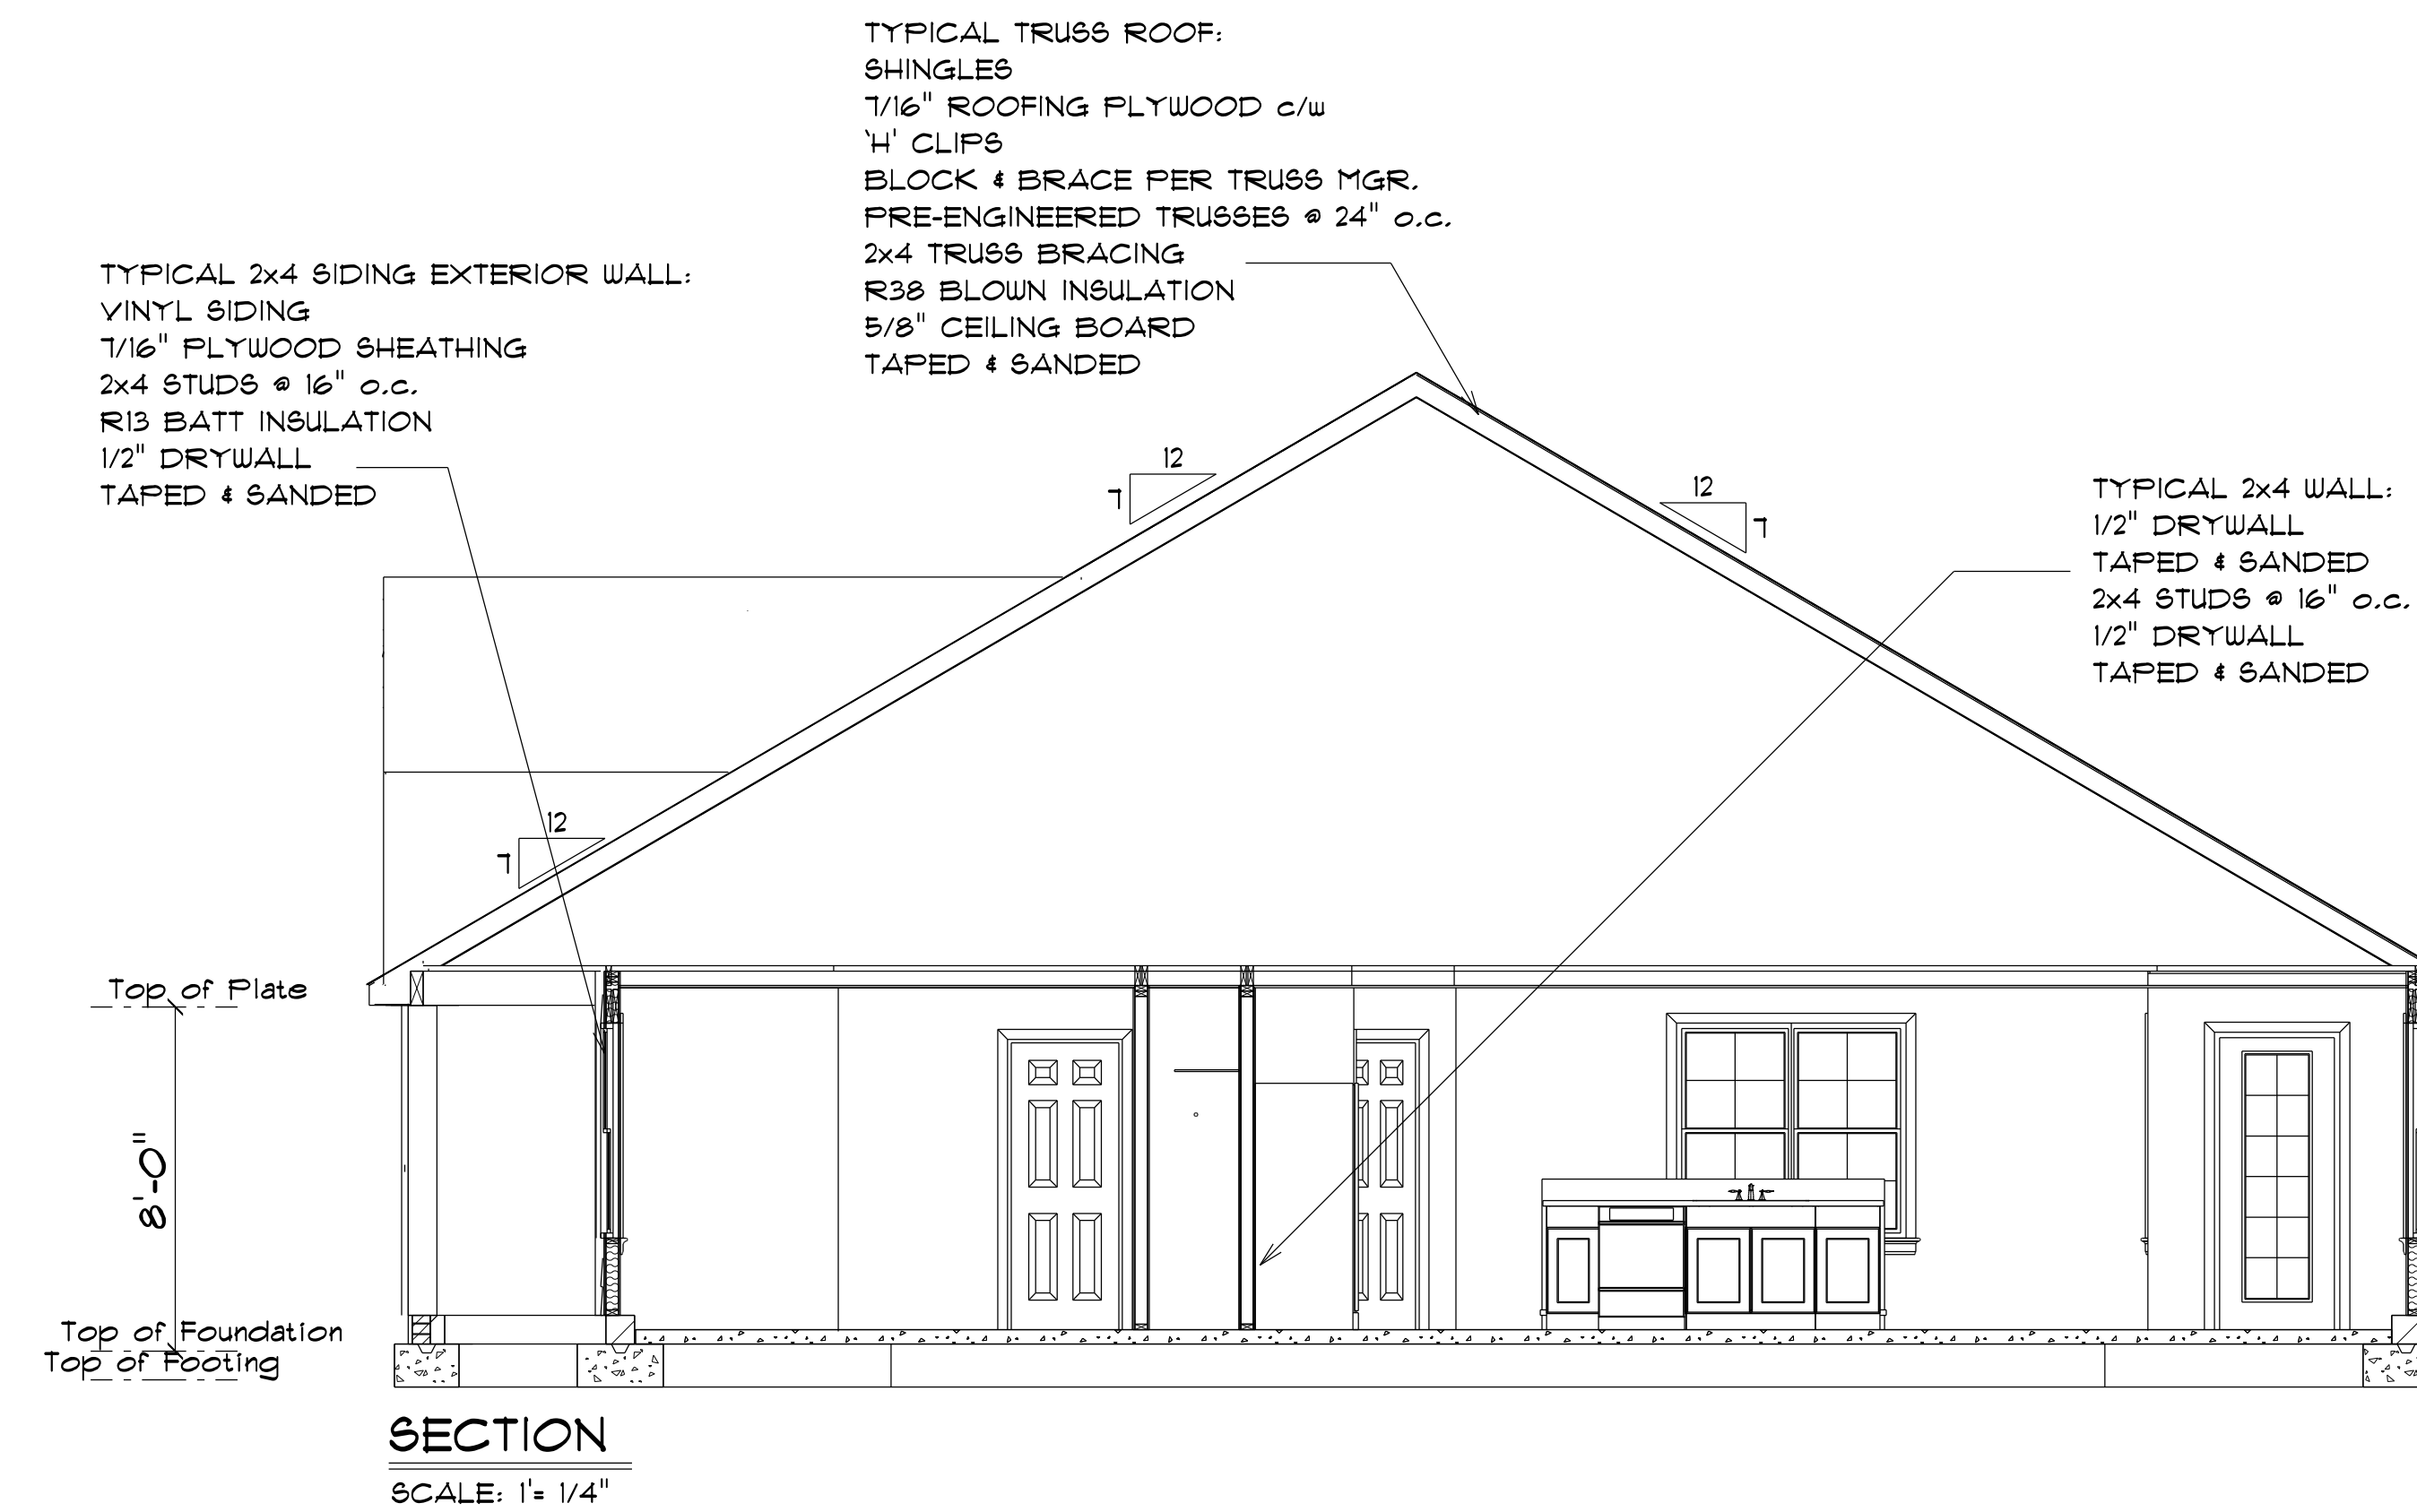 TYPICAL TRUSS ROOF:
SHINGLES
7/16" ROOFING PLYWOOD c/w
'H' CLIPS
BLOCK & BRACE PER TRUSS MGR.
PRE-ENGINEERED TRUSSES @ 24" o.c.
2x4 TRUSS BRACING
R38 BLOWN INSULATION
5/8" CEILING BOARD
TAPED & SANDED
TYPICAL 2x4 SIDING EXTERIOR WALL:
VINYL SIDING
7/16" PLYWOOD SHEATHING
2x4 STUDS @ 16" o.c.
R13 BATT INSULATION
1/2" DRYWALL
TAPED & SANDED
12
7
12
7
TYPICAL 2x4 WALL:
1/2" DRYWALL
TAPED & SANDED
2x4 STUDS @ 16" o.c.
1/2" DRYWALL
TAPED & SANDED
12
7
Top of Plate
8'-0"
Top of Foundation
Top of Footing
SECTION
SCALE: 1'= 1/4"